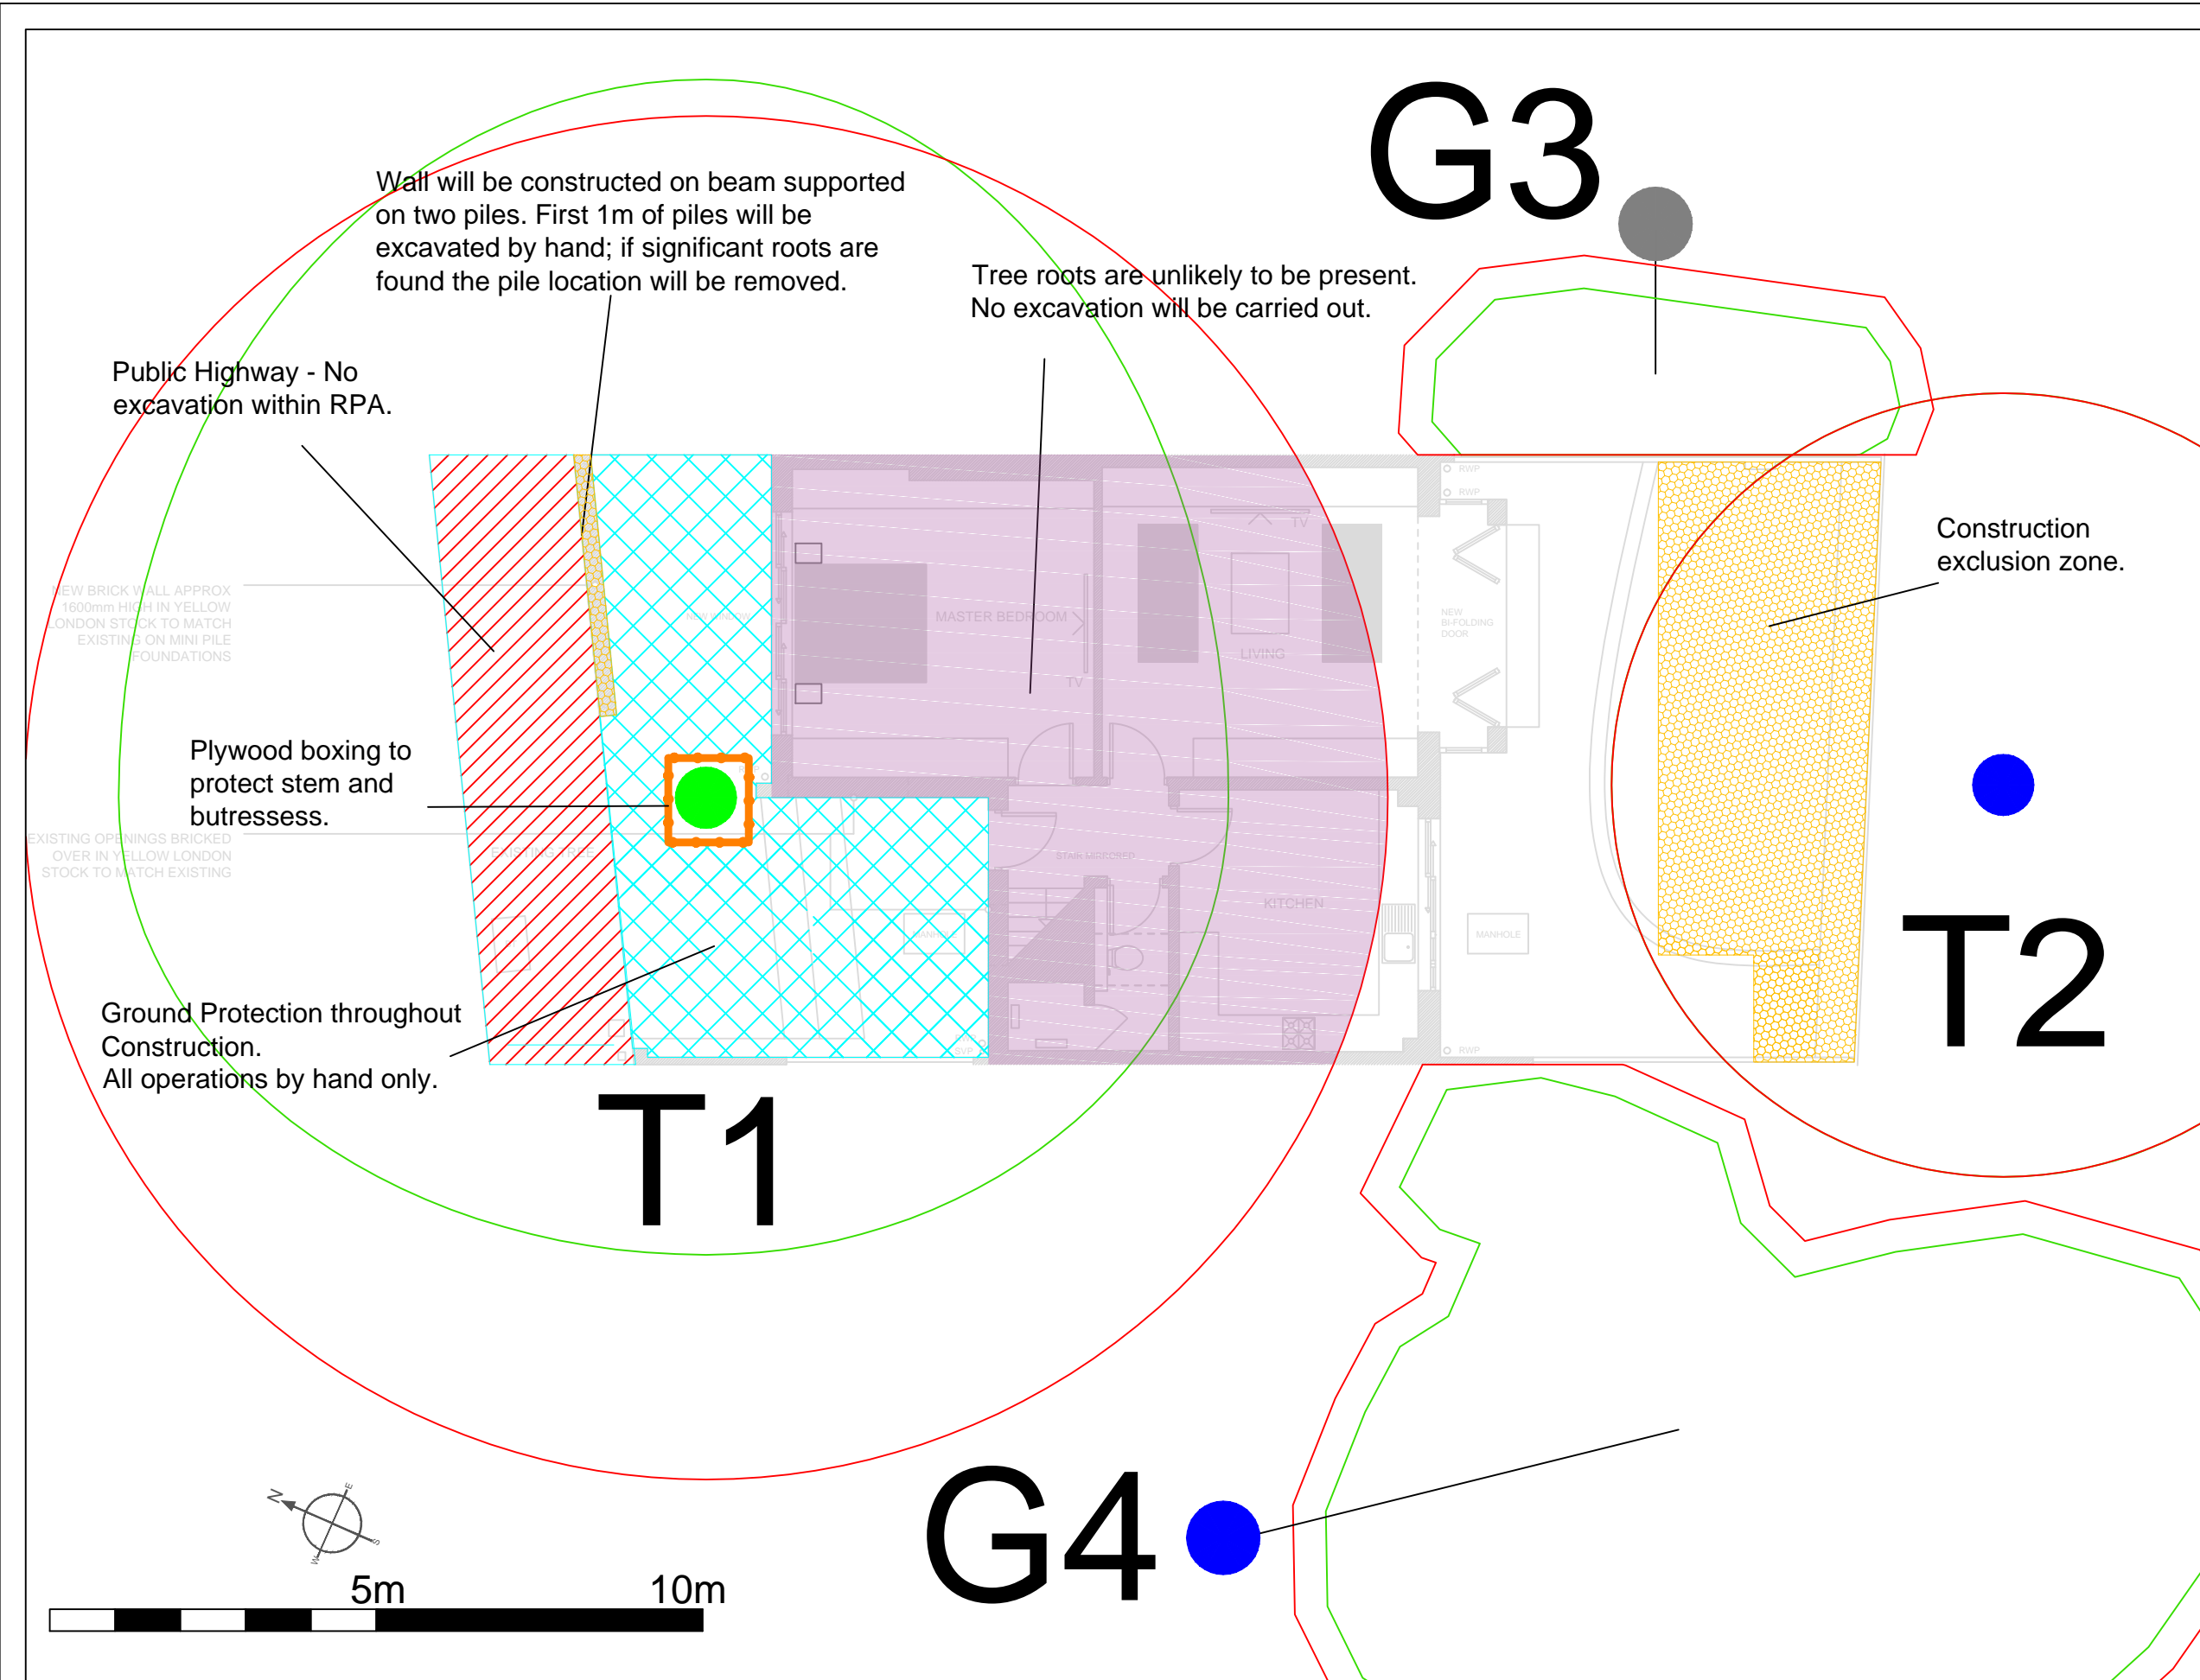 G3
Wall will be constructed on beam supported
on two piles. First 1m of piles will be
excavated by hand; if significant roots are
found the pile location will be removed.
Tree roots are unlikely to be present.
No excavation will be carried out.
Public Highway - No
excavation within RPA.
RWP
RWP
TV
Construction
exclusion zone.
NEW BRICK WALL APPROX
1600mm HIGH IN YELLOW
LONDON STOCK TO MATCH
EXISTING ON MINI PILE
FOUNDATIONS
MASTER BEDROOM
NEW
BI-FOLDING
DOOR
LIVING
TV
Plywood boxing to
protect stem and
butressess.
EXISTING OPENINGS BRICKED
OVER IN YELLOW LONDON
STOCK TO MATCH EXISTING
EXISTING TREE
STAIR MIRRORED
KITCHEN
MANHOLE
T2
Ground Protection throughout
Construction.
All operations by hand only.
SVP
RWP
T1
G4
N
E
S
W
5m
10m